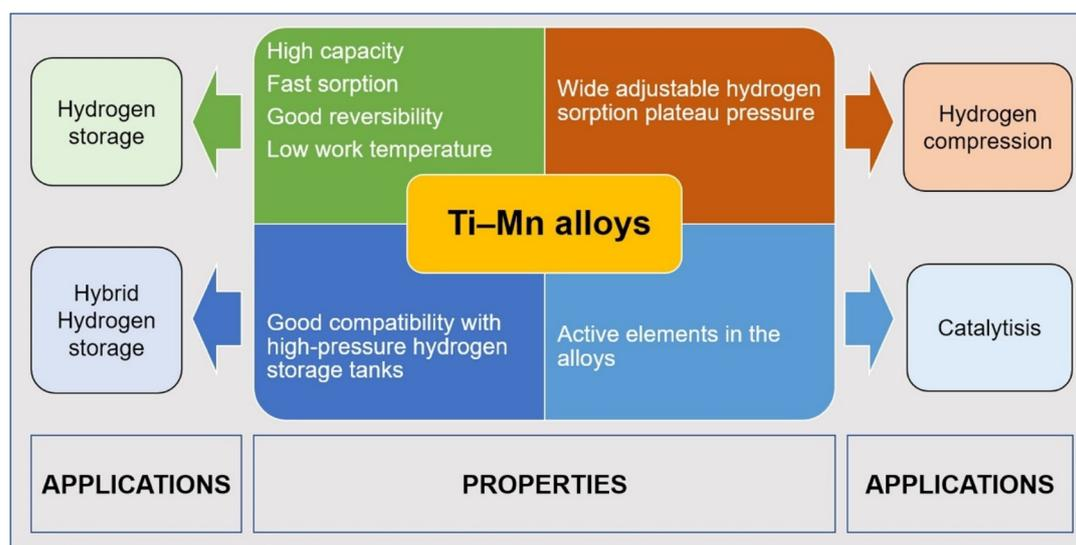 Hydrogen
storage
High capacity
Fast sorption
Good reversibility
Low work temperature
Wide adjustable hydrogen
sorption plateau pressure
Hydrogen
compression
Ti–Mn alloys
Hybrid
Hydrogen
storage
Good compatibility with
high-pressure hydrogen
storage tanks
Active elements in the
alloys
Catalytisis
APPLICATIONS
PROPERTIES
APPLICATIONS